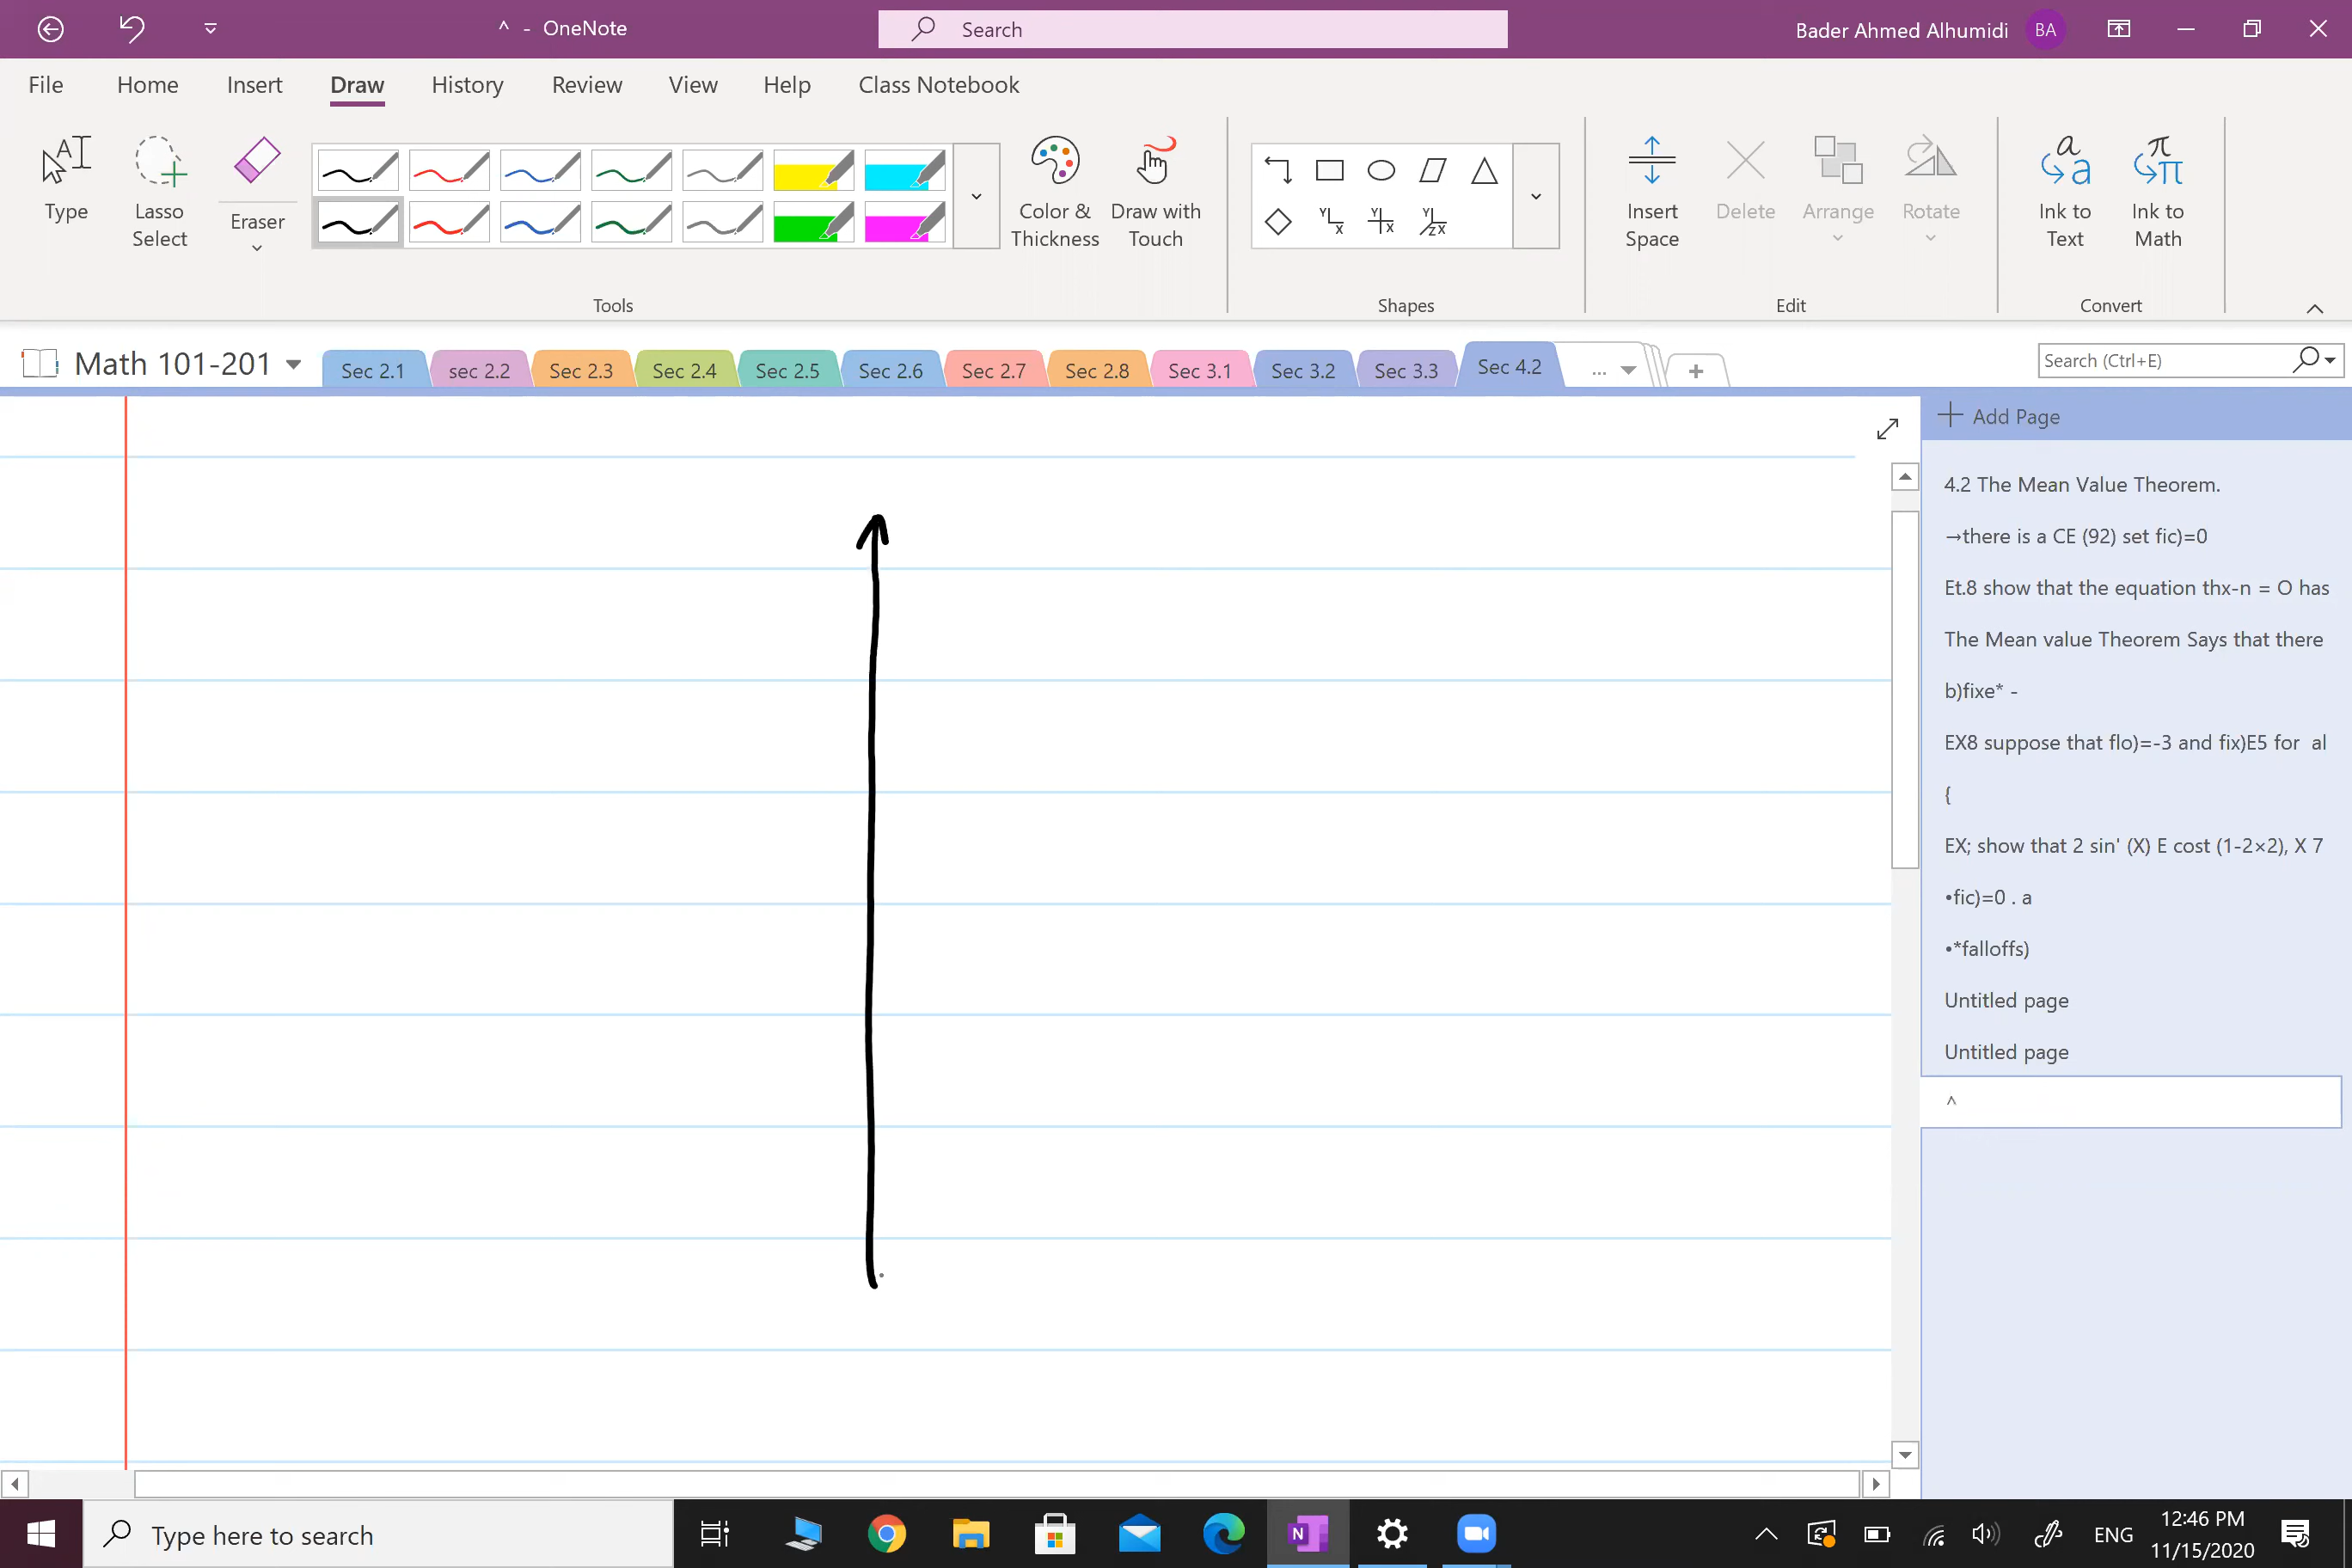 ^ - OneNote
Search
Bader Ahmed Alhumidi BA
File Home Insert Draw History Review View Help Class Notebook
Type
Lasso Select
Eraser
Color & Thickness
Draw with Touch
Insert Space
Delete
Arrange
Rotate
Ink to Text
Ink to Math
Tools
Shapes
Edit
Convert
Math 101-201
Sec 2.1 sec 2.2 Sec 2.3 Sec 2.4 Sec 2.5 Sec 2.6 Sec 2.7 Sec 2.8 Sec 3.1 Sec 3.2 Sec 3.3 Sec 4.2 ... +
Search (Ctrl+E)
Add Page
4.2 The Mean Value Theorem.
→there is a CE (92) set fic)=0
Et.8 show that the equation thx-n = O has
The Mean value Theorem Says that there
b)fixe* -
EX8 suppose that flo)=-3 and fix)E5 for al
{
EX; show that 2 sin' (X) E cost (1-2×2), X 7
•fic)=0 . a
•*falloffs)
Untitled page
Untitled page
^
Type here to search
ENG
12:46 PM
11/15/2020